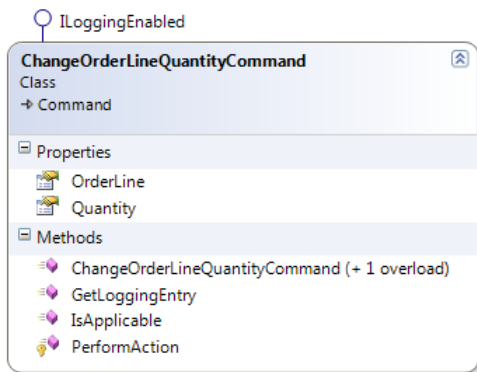 ILoggingEnabled
ChangeOrderLineQuantityCommand
Class
Command
Properties
OrderLine
Quantity
Methods
ChangeOrderLineQuantityCommand (+ 1 overload)
GetLoggingEntry
IsApplicable
PerformAction